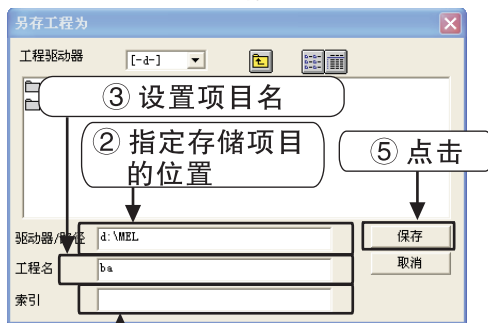 另存工程为
工程驱动器 [-d-]
③ 设置项目名
② 指定存储项目
的位置
⑤ 点击
驱动器/路径 d:\MEL 保存
工程名 ba 取消
索引